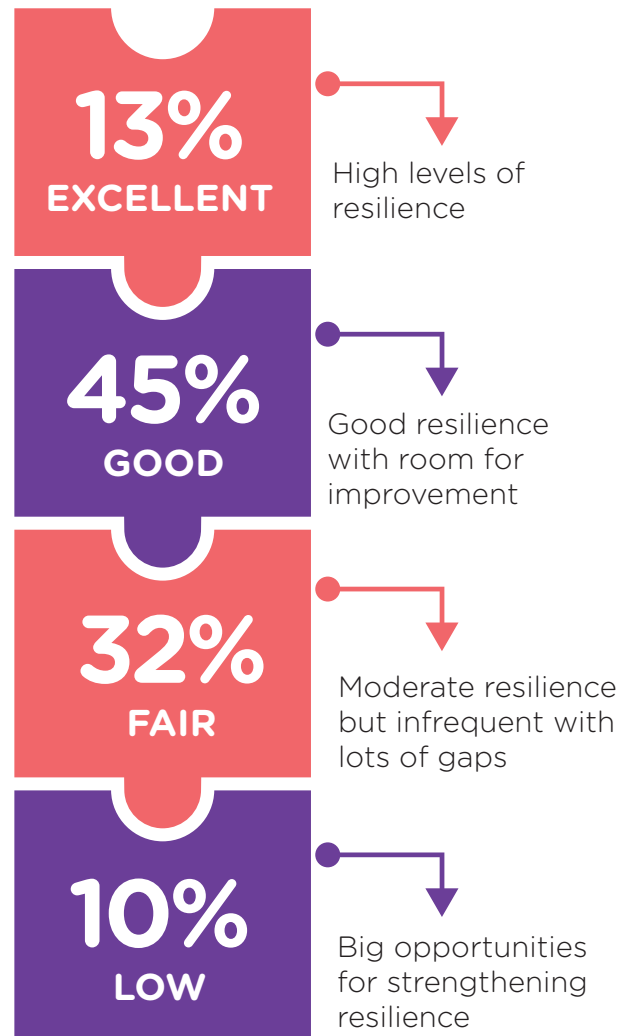 13%
EXCELLENT
High levels of
resilience
45%
GOOD
Good resilience
with room for
improvement
32%
FAIR
Moderate resilience
but infrequent with
lots of gaps
10%
LOW
Big opportunities
for strengthening
resilience